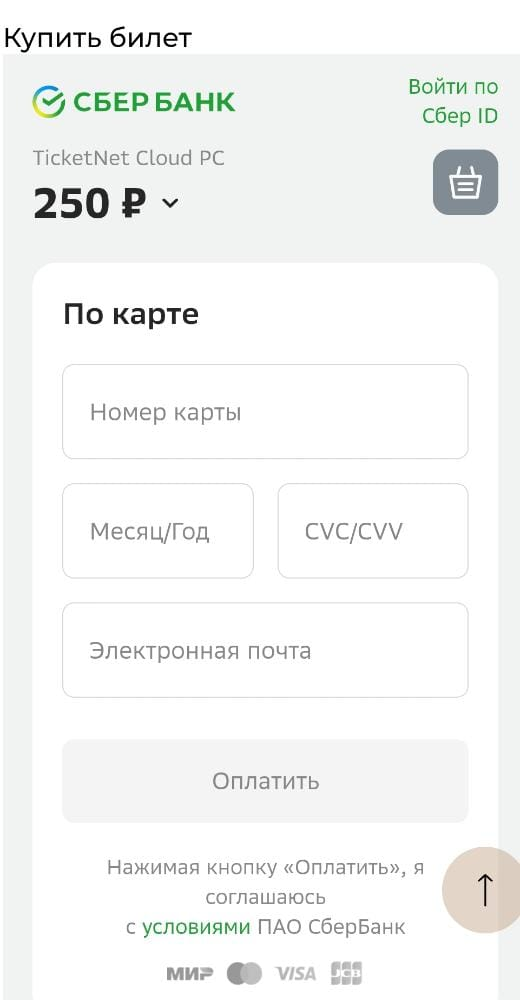 Купить билет
СБЕР БАНК
Войти по
Сбер ID
TicketNet Cloud PC
250 ₽
По карте
Номер карты
Месяц/Год
CVC/CVV
Электронная почта
Оплатить
Нажимая кнопку «Оплатить», я
соглашаюсь
с условиями ПАО СберБанк
МИР VISA JCB